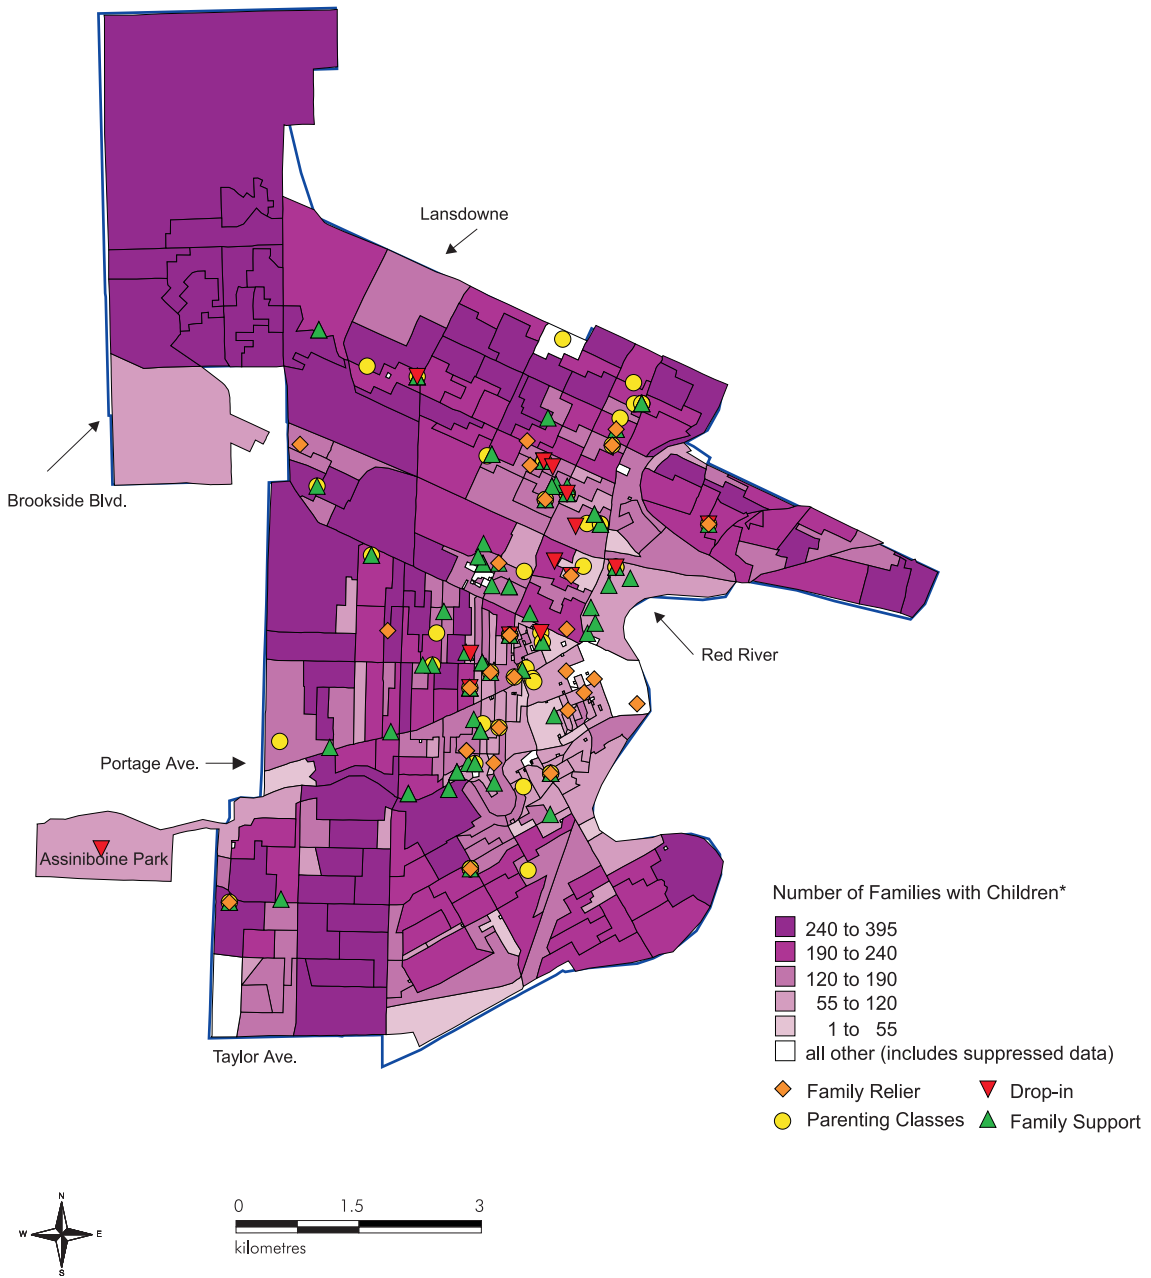 Lansdowne
Brookside Blvd.
Red River
Portage Ave.
Assiniboine Park
Taylor Ave.
Number of Families with Children*
240 to 395
190 to 240
120 to 190
55 to 120
1 to 55
all other (includes suppressed data)
Family Relier
Drop-in
Parenting Classes
Family Support
N
W E
S
0 1.5 3
kilometres